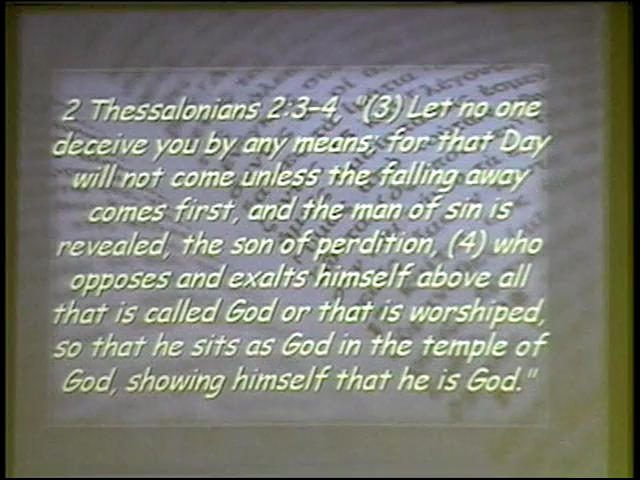 2 Thessalonians 2:3-4, "(3) Let no one
deceive you by any means; for that Day
will not come unless the falling away
comes first, and the man of sin is
revealed, the son of perdition, (4) who
opposes and exalts himself above all
that is called God or that is worshiped,
so that he sits as God in the temple of
God, showing himself that he is God."